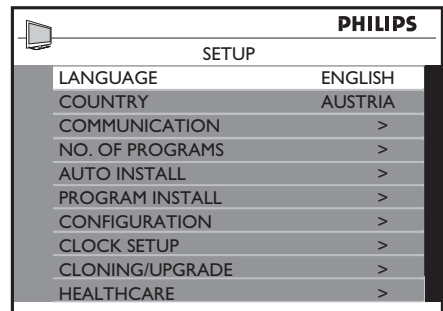 PHILIPS
SETUP
LANGUAGE ENGLISH
COUNTRY AUSTRIA
COMMUNICATION >
NO. OF PROGRAMS >
AUTO INSTALL >
PROGRAM INSTALL >
CONFIGURATION >
CLOCK SETUP >
CLONING/UPGRADE >
HEALTHCARE >